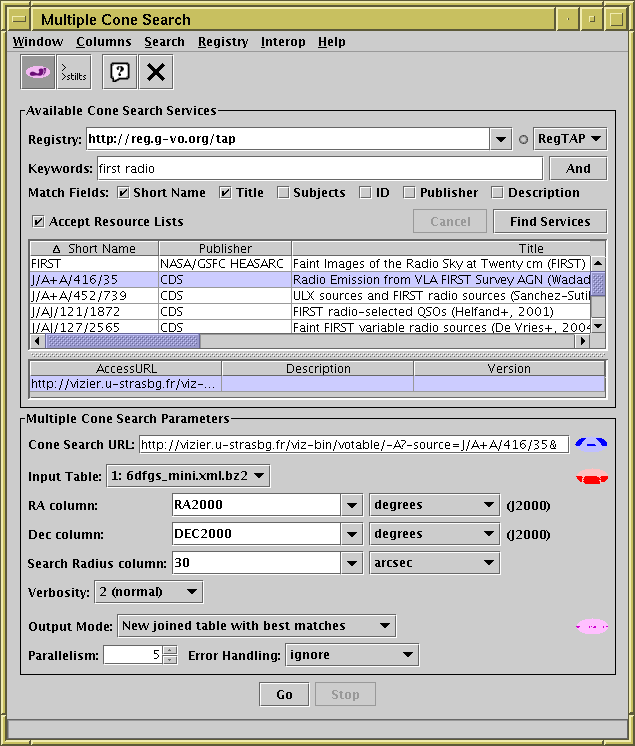 Multiple Cone Search
Window Columns Search Registry Interop Help
>_stilts
Available Cone Search Services
Registry: http://reg.g-vo.org/tap RegTAP
Keywords: first radio And
Match Fields: Short Name Title Subjects ID Publisher Description
Accept Resource Lists Cancel Find Services
Short Name Publisher Title
FIRST NASA/GSFC HEASARC Faint Images of the Radio Sky at Twenty cm (FIRST)
J/A+A/416/35 CDS Radio Emission from VLA FIRST Survey AGN (Wadad
J/A+A/452/739 CDS ULX sources and FIRST radio sources (Sanchez-Sutil
J/AJ/121/1872 CDS FIRST radio-selected QSOs (Helfand+, 2001)
J/AJ/127/2565 CDS Faint FIRST variable radio sources (De Vries+, 2004
AccessURL Description Version
http://vizier.u-strasbg.fr/viz-...
Multiple Cone Search Parameters
Cone Search URL: http://vizier.u-strasbg.fr/viz-bin/votable/-A?-source=J/A+A/416/35&
Input Table: 1: 6dfgs_mini.xml.bz2
RA column: RA2000 degrees (J2000)
Dec column: DEC2000 degrees (J2000)
Search Radius column: 30 arcsec
Verbosity: 2 (normal)
Output Mode: New joined table with best matches
Parallelism: 5 Error Handling: ignore
Go Stop